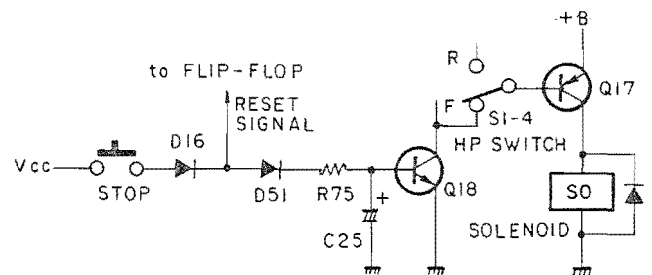 +B
to FLIP-FLOP
R
RESET
SIGNAL
F
S1-4
Q17
D16
HP SWITCH
Vcc
STOP
D51
R75
+
Q18
SO
C25
SOLENOID